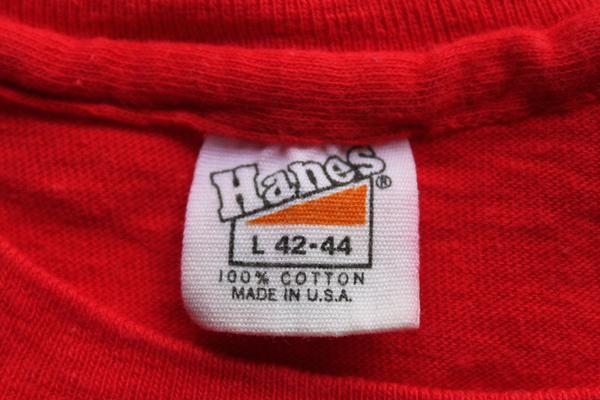 Hanes®
L 42-44
100% COTTON
MADE IN U.S.A.